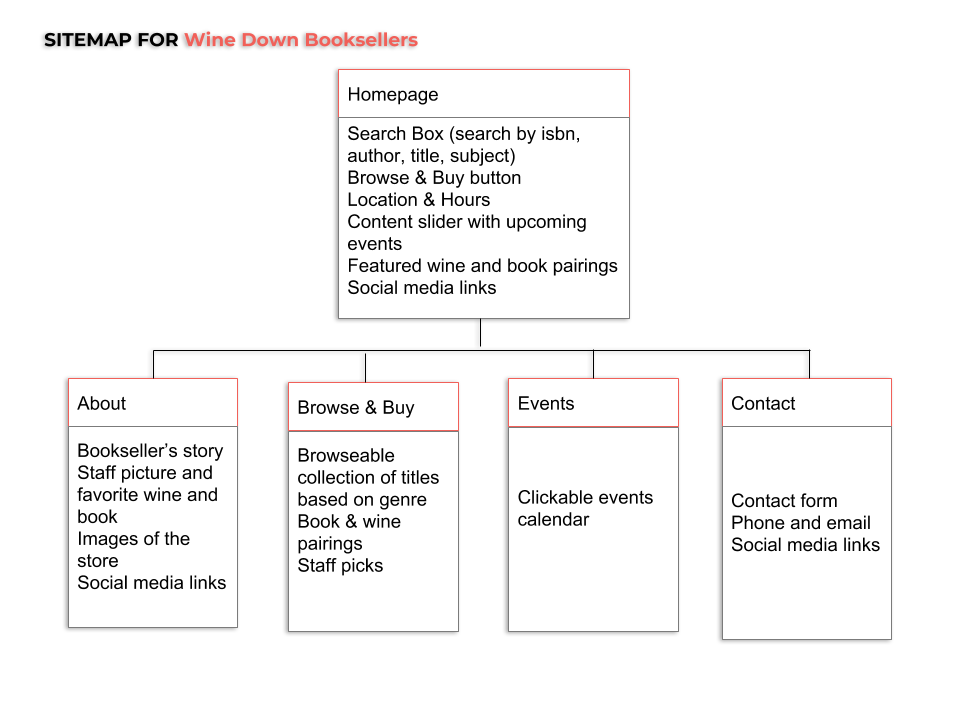 SITEMAP FOR Wine Down Booksellers
Homepage
Search Box (search by isbn,
author, title, subject)
Browse & Buy button
Location & Hours
Content slider with upcoming
events
Featured wine and book pairings
Social media links
About
Bookseller’s story
Staff picture and
favorite wine and
book
Images of the
store
Social media links
Browse & Buy
Browseable
collection of titles
based on genre
Book & wine
pairings
Staff picks
Events
Clickable events
calendar
Contact
Contact form
Phone and email
Social media links